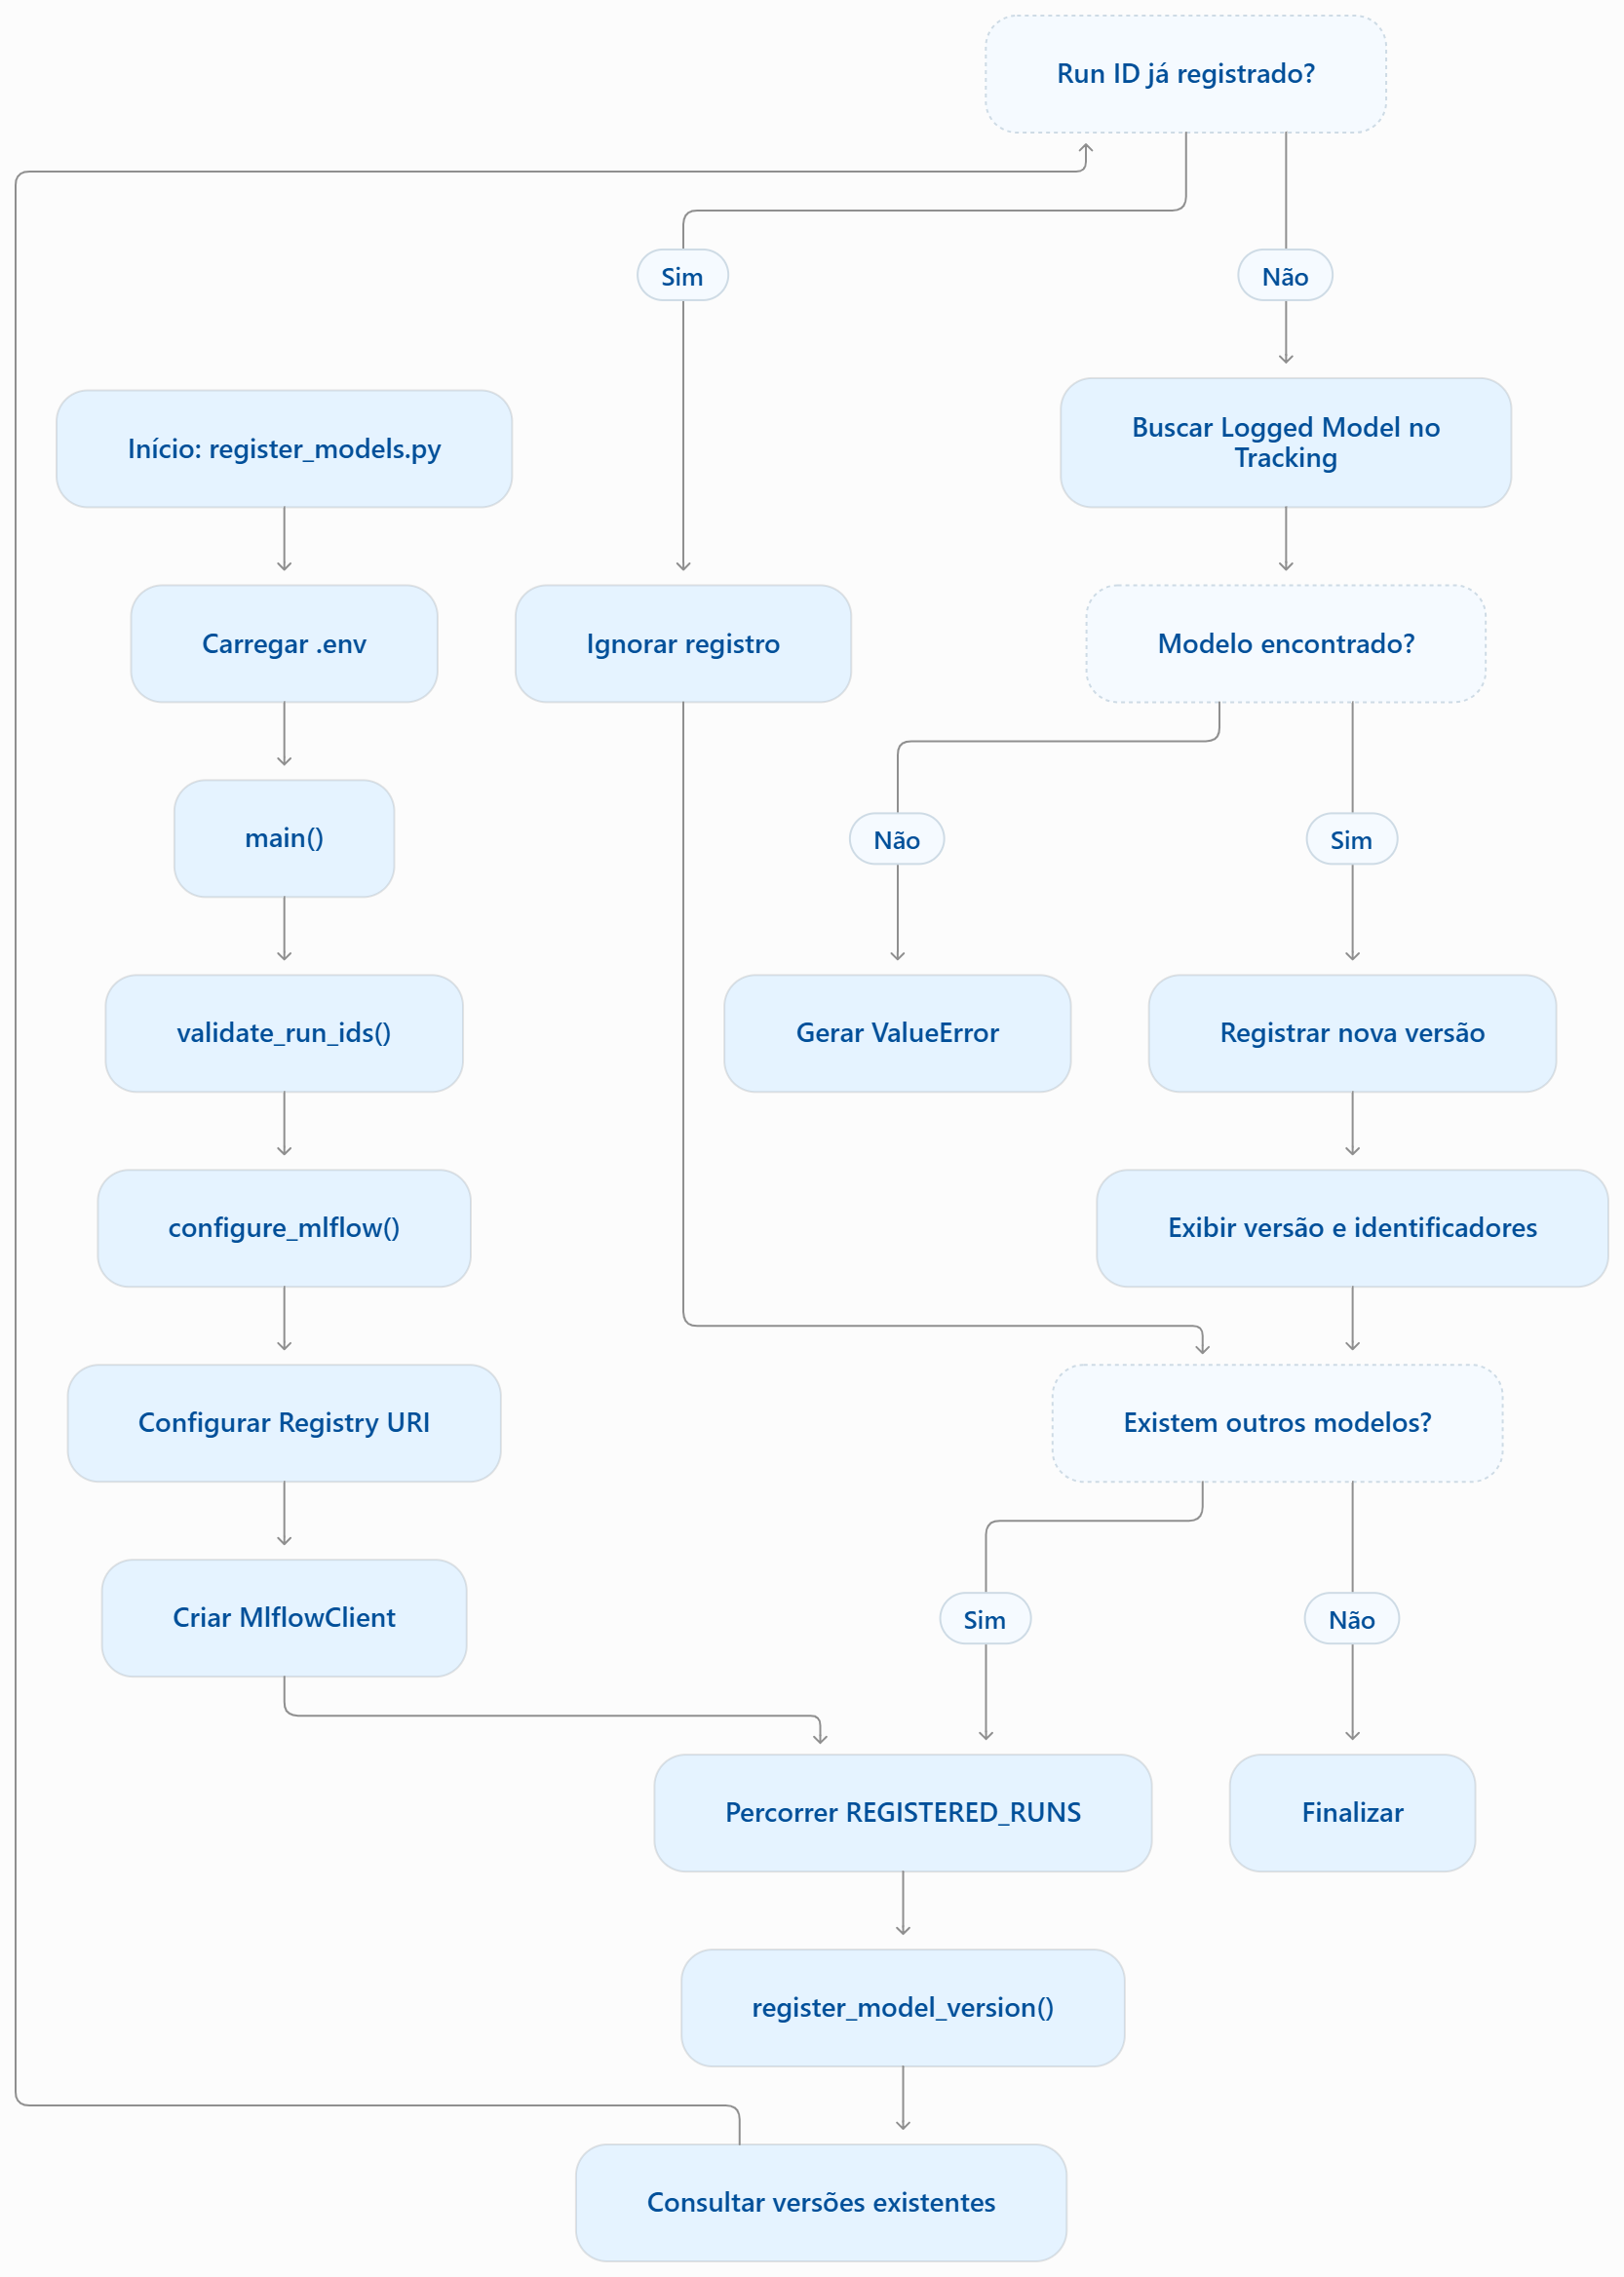 Run ID já registrado?
Sim
Não
Início: register_models.py
Buscar Logged Model no
Tracking
Carregar .env
Ignorar registro
Modelo encontrado?
main()
Não
Sim
validate_run_ids()
Gerar ValueError
Registrar nova versão
configure_mlflow()
Exibir versão e identificadores
Configurar Registry URI
Existem outros modelos?
Criar MlflowClient
Sim
Não
Percorrer REGISTERED_RUNS
Finalizar
register_model_version()
Consultar versões existentes